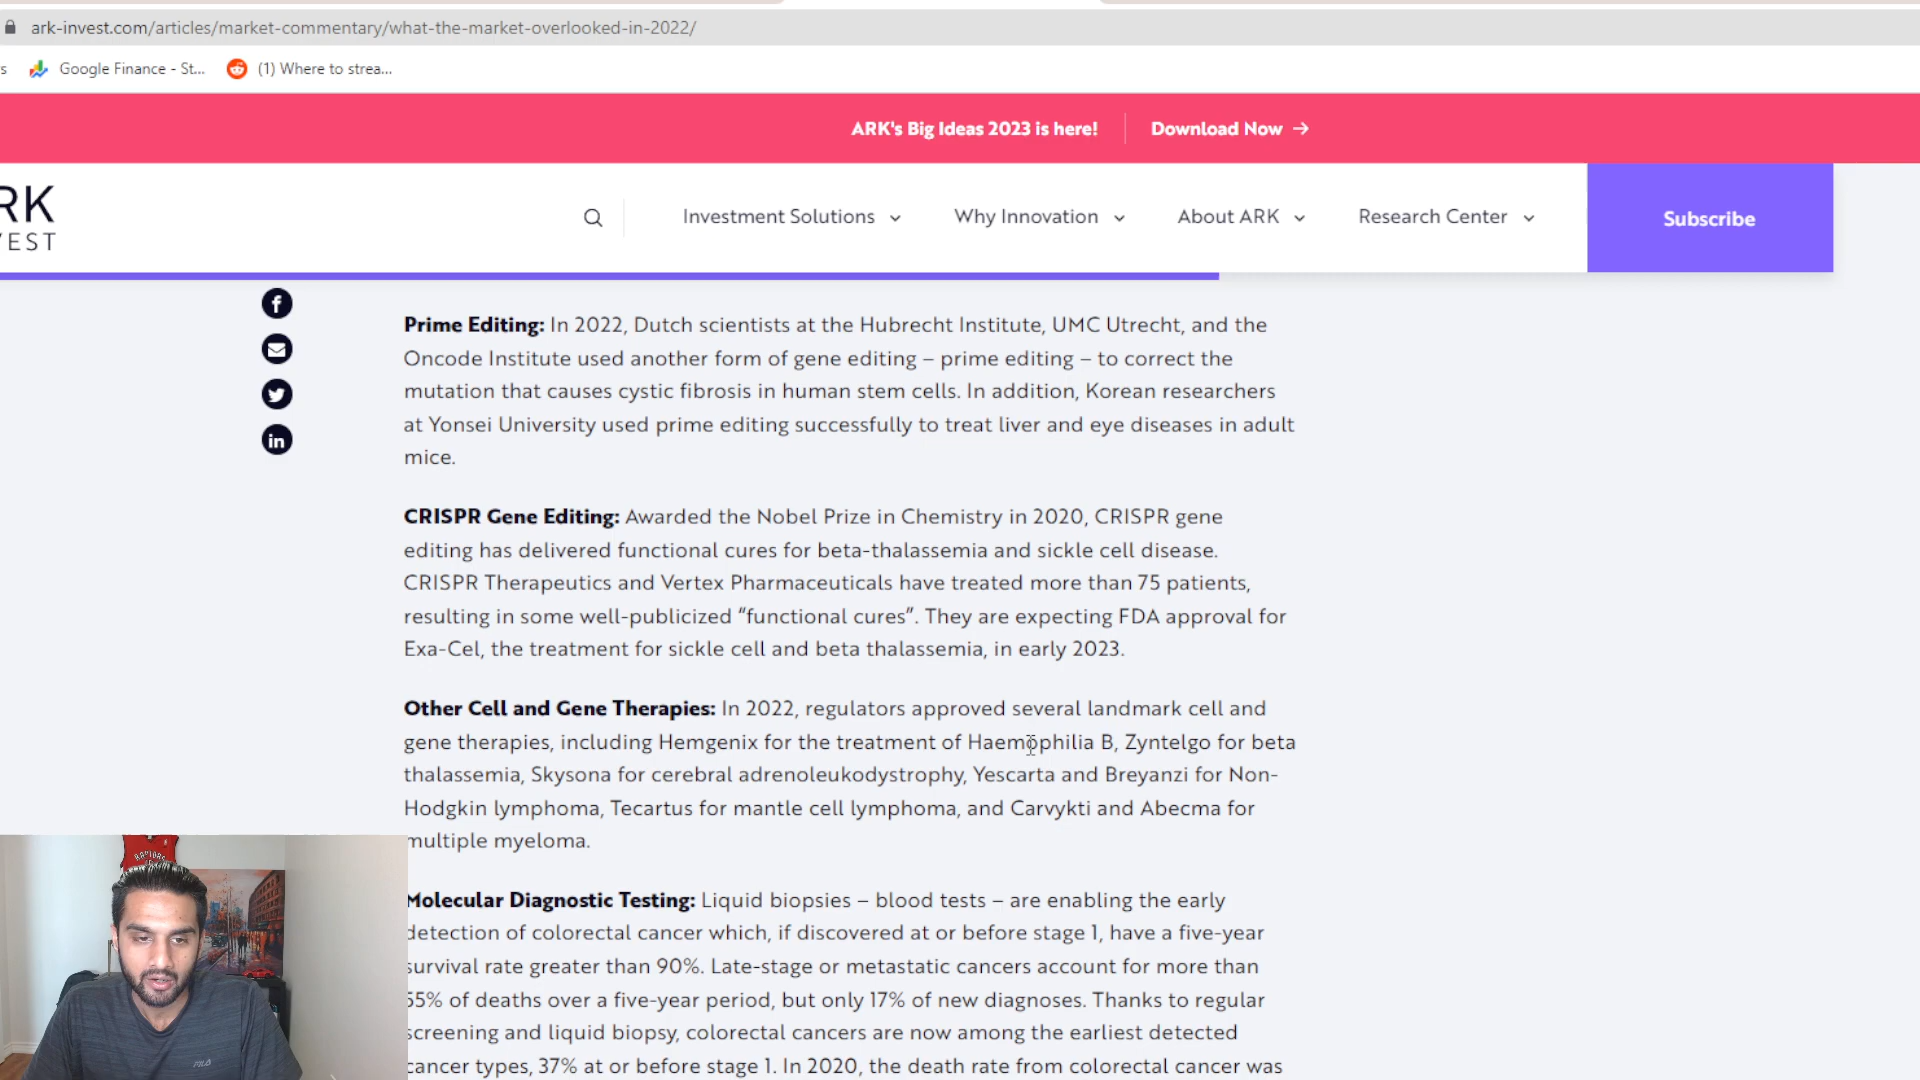 ark-invest.com/articles/market-commentary/what-the-market-overlooked-in-2022/
s Google Finance - St... (1) Where to strea...
ARK's Big Ideas 2023 is here! Download Now →
RK
VEST
Investment Solutions Why Innovation About ARK Research Center Subscribe
Prime Editing: In 2022, Dutch scientists at the Hubrecht Institute, UMC Utrecht, and the
Oncode Institute used another form of gene editing – prime editing – to correct the
mutation that causes cystic fibrosis in human stem cells. In addition, Korean researchers
at Yonsei University used prime editing successfully to treat liver and eye diseases in adult
mice.
CRISPR Gene Editing: Awarded the Nobel Prize in Chemistry in 2020, CRISPR gene
editing has delivered functional cures for beta-thalassemia and sickle cell disease.
CRISPR Therapeutics and Vertex Pharmaceuticals have treated more than 75 patients,
resulting in some well-publicized “functional cures”. They are expecting FDA approval for
Exa-Cel, the treatment for sickle cell and beta thalassemia, in early 2023.
Other Cell and Gene Therapies: In 2022, regulators approved several landmark cell and
gene therapies, including Hemgenix for the treatment of Haemophilia B, Zyntelgo for beta
thalassemia, Skysona for cerebral adrenoleukodystrophy, Yescarta and Breyanzi for Non-
Hodgkin lymphoma, Tecartus for mantle cell lymphoma, and Carvykti and Abecma for
multiple myeloma.
Molecular Diagnostic Testing: Liquid biopsies – blood tests – are enabling the early
detection of colorectal cancer which, if discovered at or before stage 1, have a five-year
survival rate greater than 90%. Late-stage or metastatic cancers account for more than
55% of deaths over a five-year period, but only 17% of new diagnoses. Thanks to regular
screening and liquid biopsy, colorectal cancers are now among the earliest detected
cancer types, 37% at or before stage 1. In 2020, the death rate from colorectal cancer was
RAPTORS
FILA